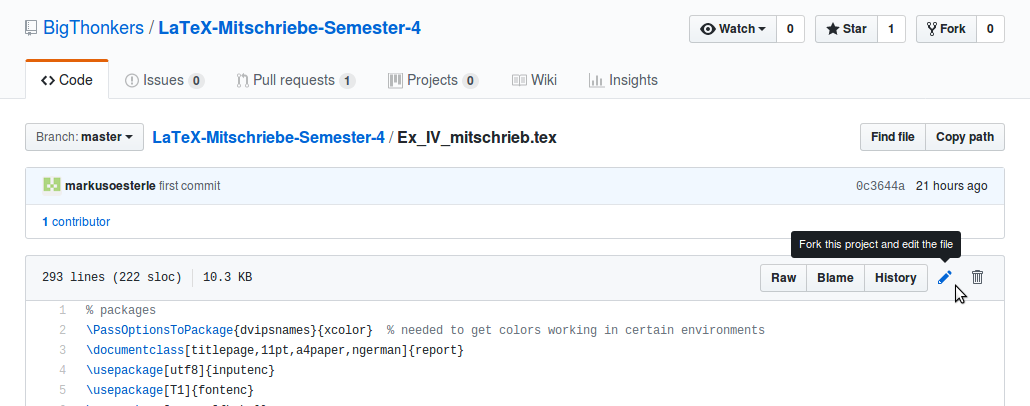 BigThonkers / LaTeX-Mitschriebe-Semester-4
Watch 0 Star 1 Fork 0
Code Issues 0 Pull requests 1 Projects 0 Wiki Insights
Branch: master LaTeX-Mitschriebe-Semester-4 / Ex_IV_mitschrieb.tex Find file Copy path
markusoesterle first commit 0c3644a 21 hours ago
1 contributor
Fork this project and edit the file
293 lines (222 sloc) 10.3 KB Raw Blame History
1 % packages
2 \PassOptionsToPackage{dvipsnames}{xcolor} % needed to get colors working in certain environments
3 \documentclass[titlepage,11pt,a4paper,ngerman]{report}
4 \usepackage[utf8]{inputenc}
5 \usepackage[T1]{fontenc}